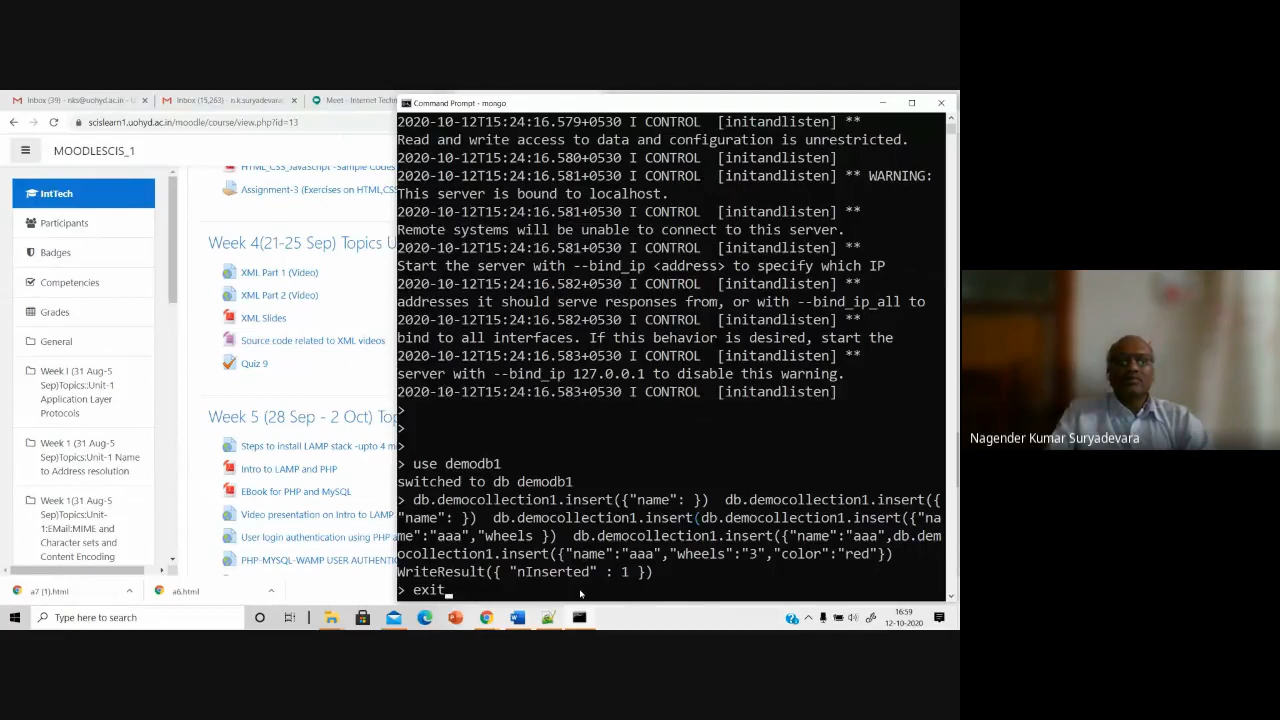 Inbox (39) - nks@uohyd.ac.in - U
Inbox (15,263) - n.k.suryadevara
Meet - Internet Techn
scislearn1.uohyd.ac.in/moodle/course/view.php?id=13
MOODLESCIS_1
IntTech
Participants
Badges
Competencies
Grades
General
Week I (31 Aug-5
Sep)Topics::Unit-1
Application Layer
Protocols
Week 1 (31 Aug-5
Sep)Topic:Unit-1 Name
to Address resolution
Week 1(31 Aug-5
Sep)Topics:Unit-
1:EMail:MIME and
Character sets and
Content Encoding
HTML_CSS_JavaScript -Sample Codes
Assignment-3 (Exercises on HTML,CSS
Week 4(21-25 Sep) Topics U
XML Part 1 (Video)
XML Part 2 (Video)
XML Slides
Source code related to XML videos
Quiz 9
Week 5 (28 Sep - 2 Oct) Top
Steps to install LAMP stack -upto 4 m
Intro to LAMP and PHP
EBook for PHP and MySQL
Video presentation on Intro to LAMP
User login authentication using PHP a
PHP-MYSQL-WAMP USER AUTHENTI
Command Prompt - mongo
2020-10-12T15:24:16.579+0530 I CONTROL [initandlisten] **
Read and write access to data and configuration is unrestricted.
2020-10-12T15:24:16.580+0530 I CONTROL [initandlisten]
2020-10-12T15:24:16.581+0530 I CONTROL [initandlisten] ** WARNING:
This server is bound to localhost.
2020-10-12T15:24:16.581+0530 I CONTROL [initandlisten] **
Remote systems will be unable to connect to this server.
2020-10-12T15:24:16.581+0530 I CONTROL [initandlisten] **
Start the server with --bind_ip <address> to specify which IP
2020-10-12T15:24:16.582+0530 I CONTROL [initandlisten] **
addresses it should serve responses from, or with --bind_ip_all to
2020-10-12T15:24:16.582+0530 I CONTROL [initandlisten] **
bind to all interfaces. If this behavior is desired, start the
2020-10-12T15:24:16.583+0530 I CONTROL [initandlisten] **
server with --bind_ip 127.0.0.1 to disable this warning.
2020-10-12T15:24:16.583+0530 I CONTROL [initandlisten]
>
>
>
> use demodb1
switched to db demodb1
> db.democollection1.insert({"name": }) db.democollection1.insert({
"name": }) db.democollection1.insert(db.democollection1.insert({"na
me":"aaa","wheels }) db.democollection1.insert({"name":"aaa",db.dem
ocollection1.insert({"name":"aaa","wheels":"3","color":"red"})
WriteResult({ "nInserted" : 1 })
> exit_
Nagender Kumar Suryadevara
a7 (1).html
a6.html
Type here to search
16:59
12-10-2020